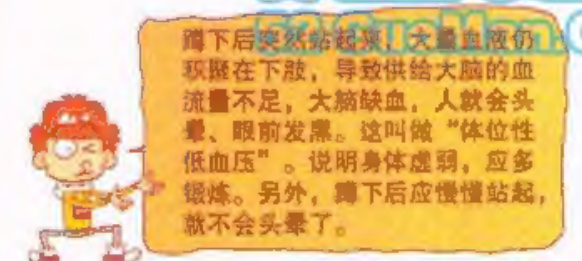 蹲下后突然站起来，大量血液仍
积聚在下肢，导致供给大脑的血
流量不足，大脑缺血，人就会头
晕、眼前发黑。这叫做“体位性
低血压”。说明身体虚弱，应多
锻炼。另外，蹲下后应慢慢站起，
就不会头晕了。